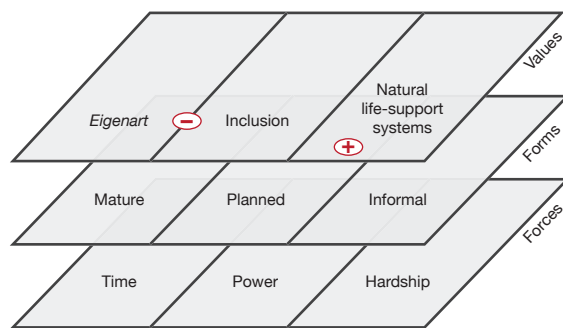 Values
Natural
life-support
systems
Eigenart
−
Inclusion
+
Forms
Mature
Planned
Informal
Forces
Time
Power
Hardship